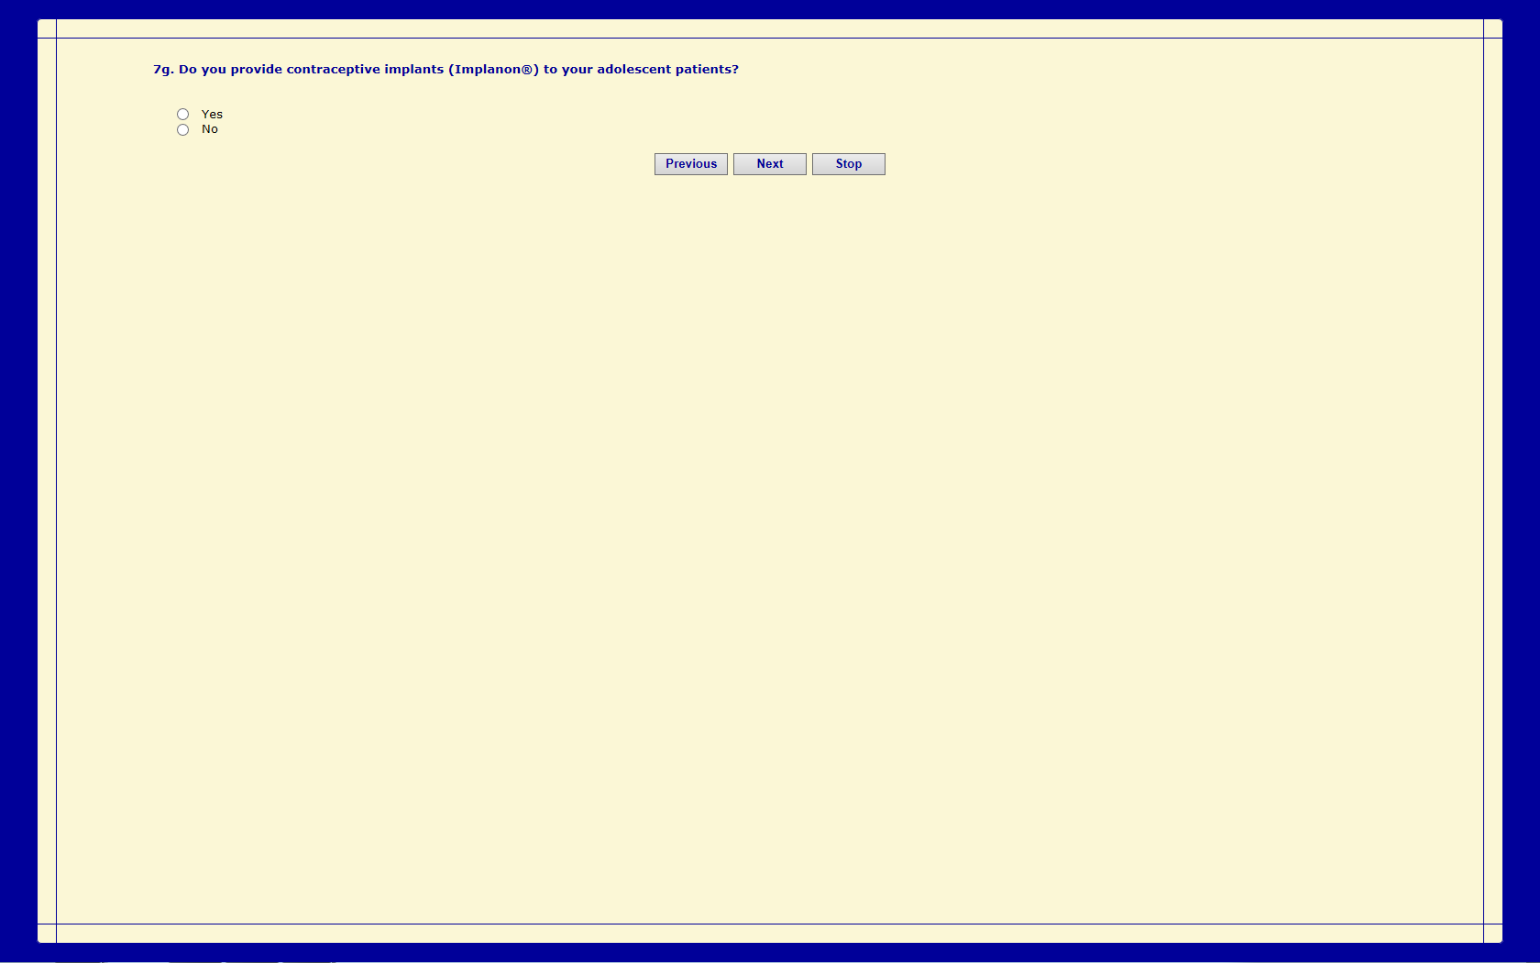 7g. Do you provide contraceptive implants (Implanon®) to your adolescent patients?
Yes
No
Previous Next Stop